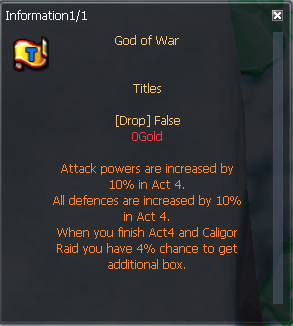 Information1/1
T
God of War
Titles
[Drop] False
0Gold
Attack powers are increased by
10% in Act 4.
All defences are increased by 10%
in Act 4.
When you finish Act4 and Caligor
Raid you have 4% chance to get
additional box.